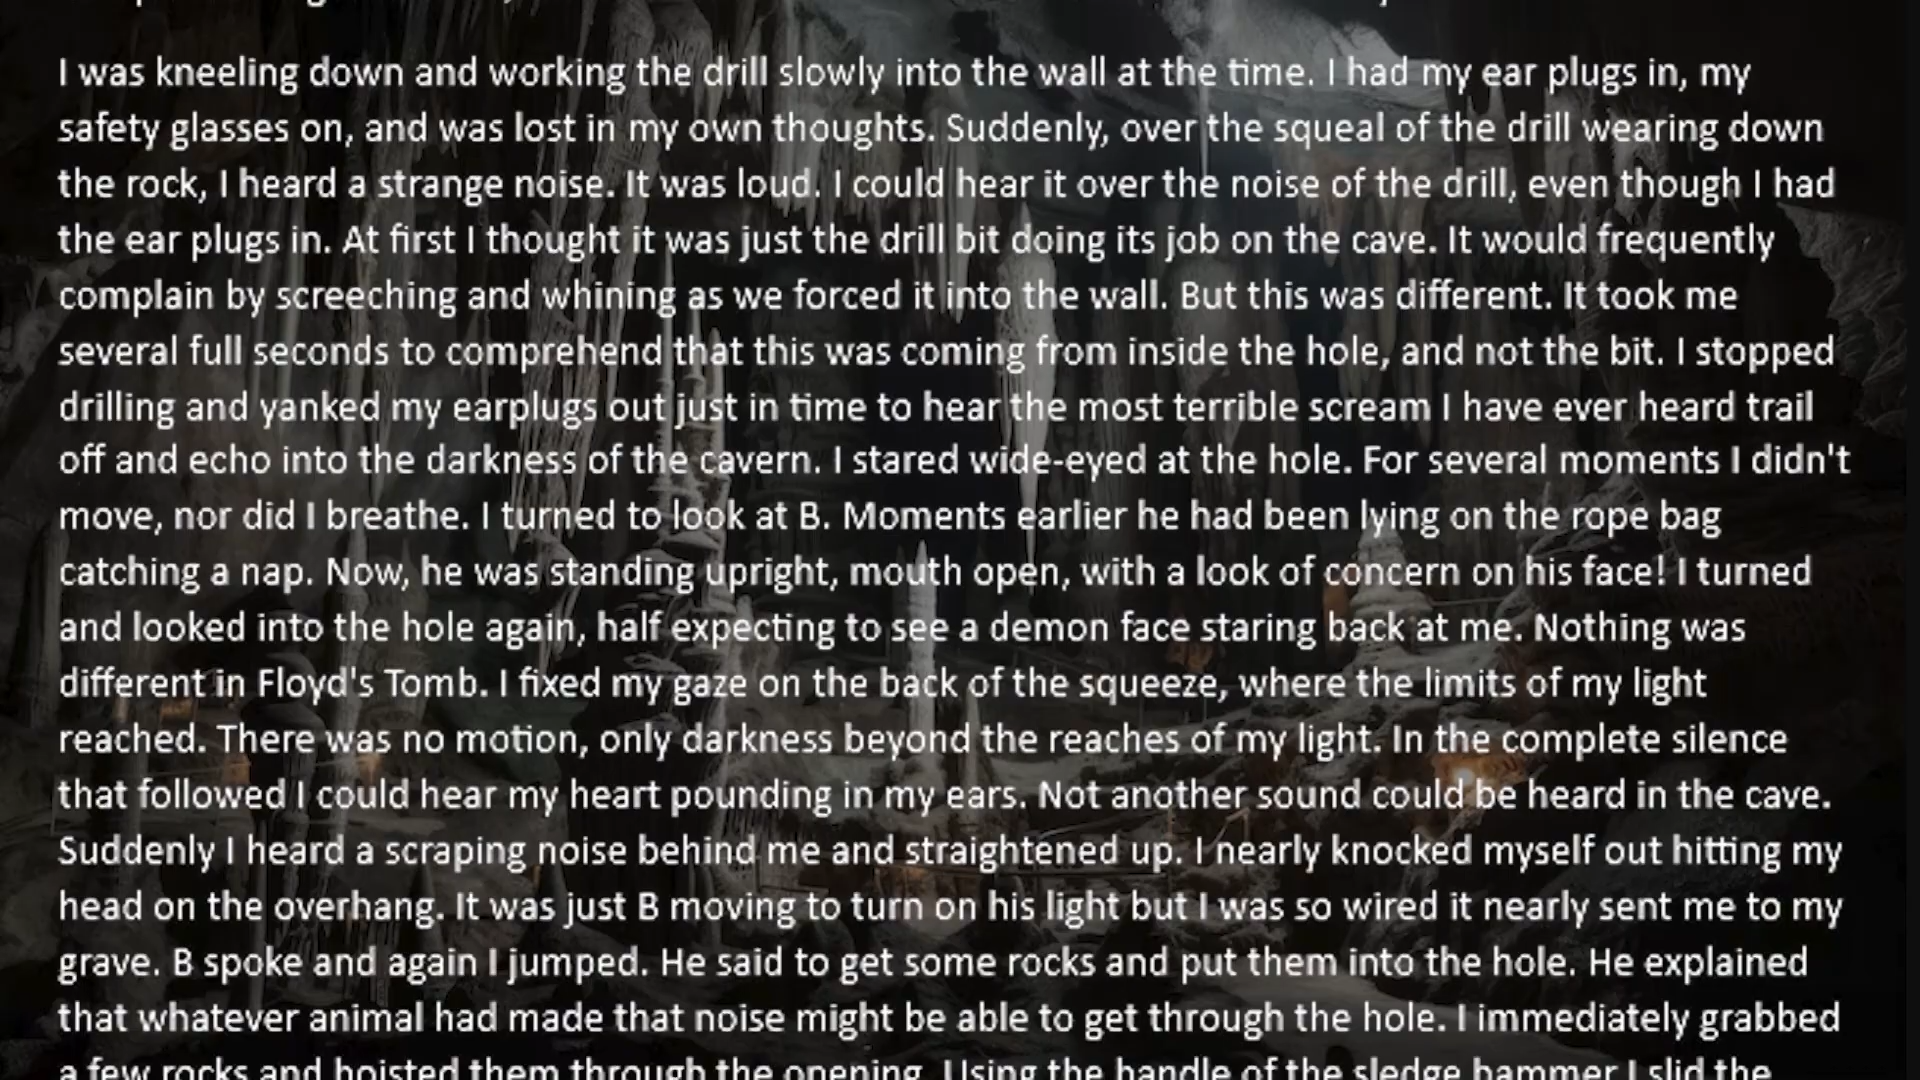 I was kneeling down and working the drill slowly into the wall at the time. I had my ear plugs in, my
safety glasses on, and was lost in my own thoughts. Suddenly, over the squeal of the drill wearing down
the rock, I heard a strange noise. It was loud. I could hear it over the noise of the drill, even though I had
the ear plugs in. At first I thought it was just the drill bit doing its job on the cave. It would frequently
complain by screeching and whining as we forced it into the wall. But this was different. It took me
several full seconds to comprehend that this was coming from inside the hole, and not the bit. I stopped
drilling and yanked my earplugs out just in time to hear the most terrible scream I have ever heard trail
off and echo into the darkness of the cavern. I stared wide-eyed at the hole. For several moments I didn't
move, nor did I breathe. I turned to look at B. Moments earlier he had been lying on the rope bag
catching a nap. Now, he was standing upright, mouth open, with a look of concern on his face! I turned
and looked into the hole again, half expecting to see a demon face staring back at me. Nothing was
different in Floyd's Tomb. I fixed my gaze on the back of the squeeze, where the limits of my light
reached. There was no motion, only darkness beyond the reaches of my light. In the complete silence
that followed I could hear my heart pounding in my ears. Not another sound could be heard in the cave.
Suddenly I heard a scraping noise behind me and straightened up. I nearly knocked myself out hitting my
head on the overhang. It was just B moving to turn on his light but I was so wired it nearly sent me to my
grave. B spoke and again I jumped. He said to get some rocks and put them into the hole. He explained
that whatever animal had made that noise might be able to get through the hole. I immediately grabbed
a few rocks and hoisted them through the opening. Using the handle of the sledge hammer I slid the